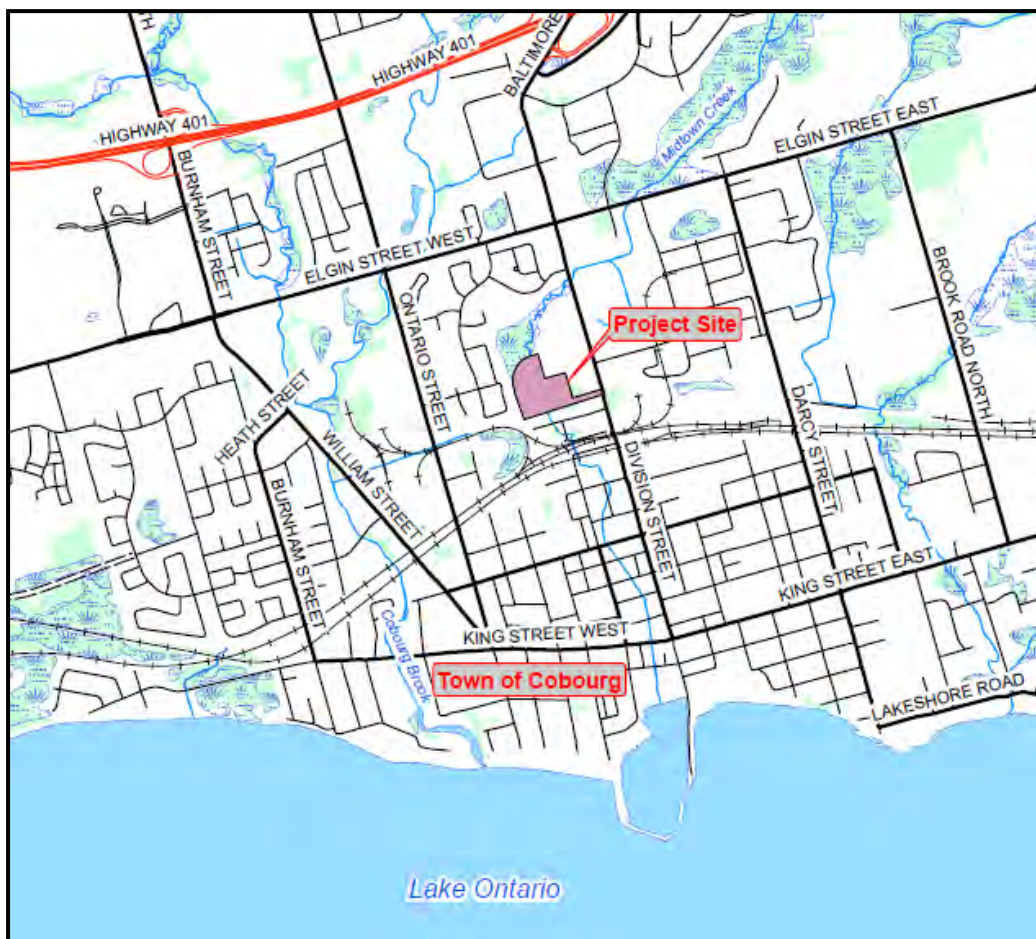 TH
HIGHWAY 401
BALTIMORE
HIGHWAY 401
Midtown Creek
ELGIN STREET EAST
BURNHAM STREET
ELGIN STREET WEST
BROOK ROAD NORTH
ONTARIO STREET
Project Site
HEATH STREET
DARCY STREET
WILLIAM STREET
DIVISION STREET
BURNHAM STREET
KING STREET EAST
KING STREET WEST
Cobourg Brook
Town of Cobourg
LAKESHORE ROAD
Lake Ontario